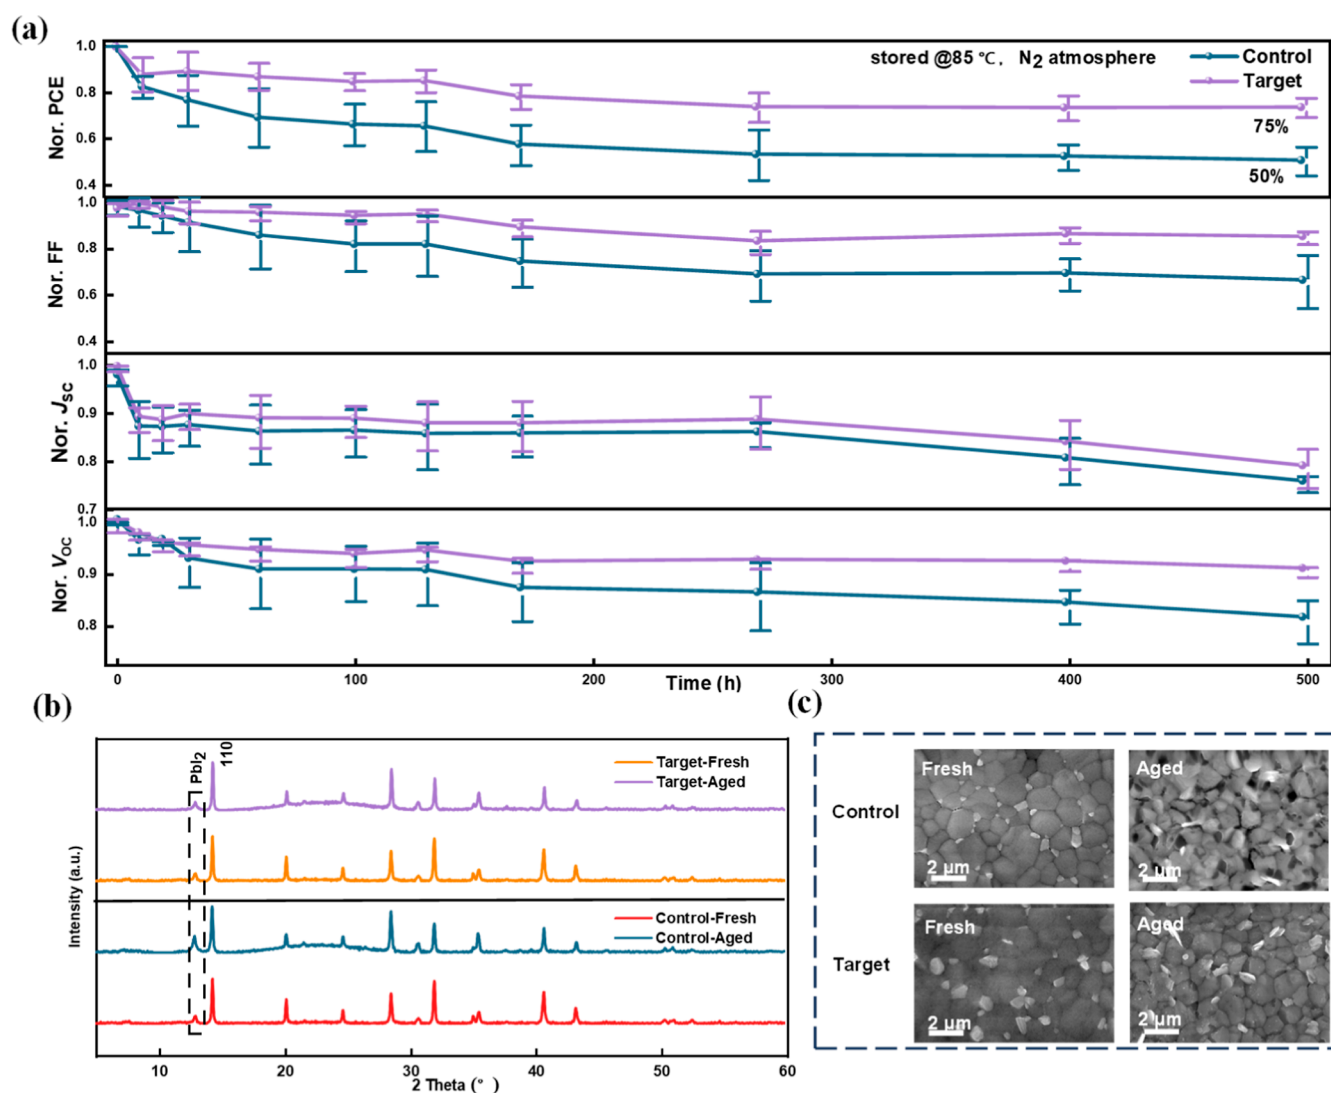 (a)
stored @85 ℃, N2 atmosphere
Control
Target
75%
50%
Nor. PCE
1.0
0.8
0.6
0.4
Nor. FF
1.0
0.8
0.6
0.4
Nor. JSC
1.0
0.9
0.8
0.7
Nor. VOC
1.0
0.9
0.8
0
100
200
300
400
500
Time (h)
(b)
PbI2
110
Target-Fresh
Target-Aged
Control-Fresh
Control-Aged
Intensity (a.u.)
10
20
30
40
50
60
2 Theta (°)
(c)
Control
Fresh
2 μm
Aged
2 μm
Target
Fresh
2 μm
Aged
2 μm